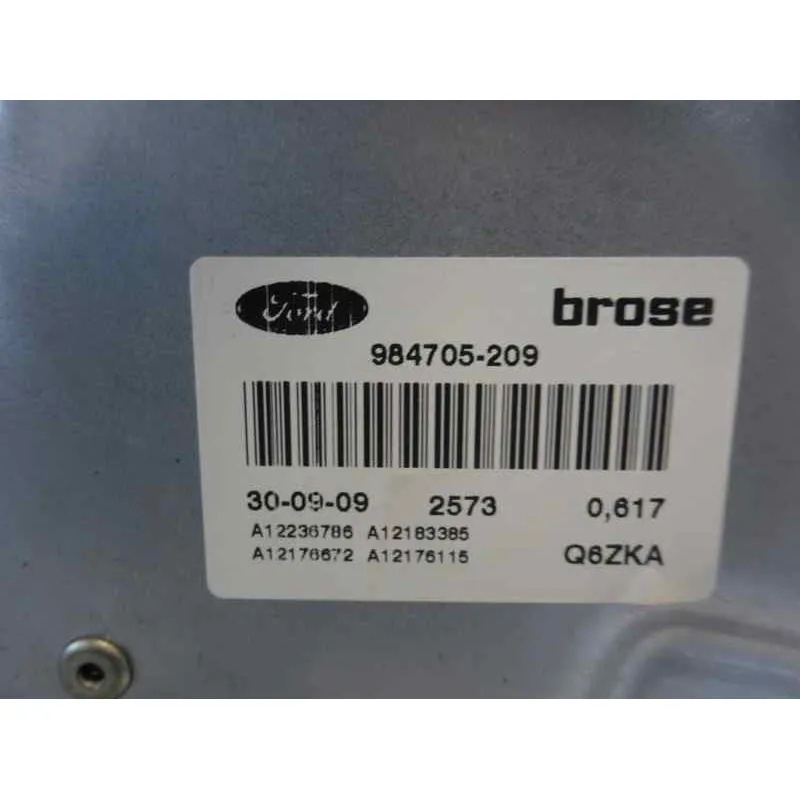 Ford brose
984705-209
30-09-09 2573 0,617
A12236786 A12183385
A12176672 A12176115 Q6ZKA